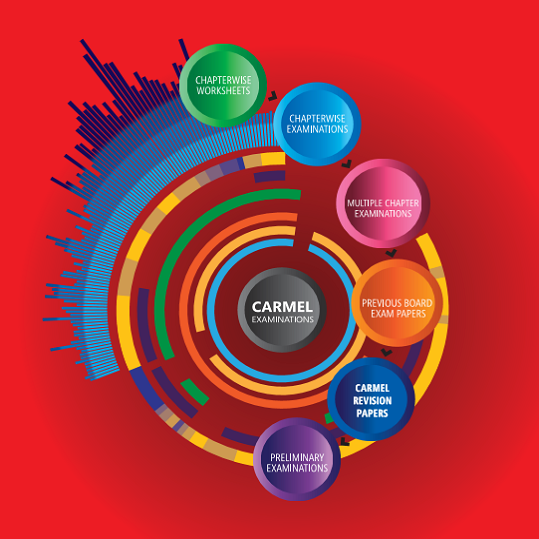 CHAPTERWISE
WORKSHEETS
CHAPTERWISE
EXAMINATIONS
MULTIPLE CHAPTER
EXAMINATIONS
CARMEL
EXAMINATIONS
PREVIOUS BOARD
EXAM PAPERS
CARMEL
REVISION
PAPERS
PRELIMINARY
EXAMINATIONS